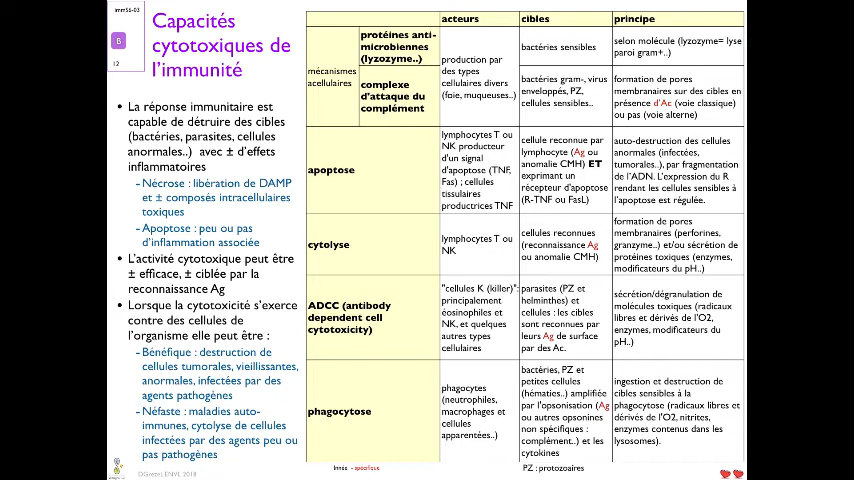 imm56-03
B
12
Capacités
cytotoxiques de
l'immunité
• La réponse immunitaire est
capable de détruire des cibles
(bactéries, parasites, cellules
anormales..) avec ± d'effets
inflammatoires
- Nécrose : libération de DAMP
et ± composés intracellulaires
toxiques
- Apoptose : peu ou pas
d'inflammation associée
• L'activité cytotoxique peut être
± efficace, ± ciblée par la
reconnaissance Ag
• Lorsque la cytotoxicité s'exerce
contre des cellules de
l'organisme elle peut être :
- Bénéfique : destruction de
cellules tumorales, vieillissantes,
anormales, infectées par des
agents pathogènes
- Néfaste : maladies auto-
immunes, cytolyse de cellules
infectées par des agents peu ou
pas pathogènes
acteurs
cibles
principe
mécanismes
acellulaires
protéines anti-
microbiennes
(lyzozyme..)
production par
des types
cellulaires divers
(foie, muqueuses..)
bactéries sensibles
selon molécule (lyzozyme= lyse
paroi gram+..)
complexe
d'attaque du
complément
bactéries gram-, virus
enveloppés, PZ,
cellules sensibles..
formation de pores
membranaires sur des cibles en
présence d'Ac (voie classique)
ou pas (voie alterne)
apoptose
lymphocytes T ou
NK producteur
d'un signal
d'apoptose (TNF,
Fas) ; cellules
tissulaires
productrices TNF
cellule reconnue par
lymphocyte (Ag ou
anomalie CMH) ET
exprimant un
récepteur d'apoptose
(R-TNF ou FasL)
auto-destruction des cellules
anormales (infectées,
tumorales..), par fragmentation
de l'ADN. L'expression du R
rendant les cellules sensibles à
l'apoptose est régulée.
cytolyse
lymphocytes T ou
NK
cellules reconnues
(reconnaissance Ag
ou anomalie CMH)
formation de pores
membranaires (perforines,
granzyme..) et/ou sécrétion de
protéines toxiques (enzymes,
modificateurs du pH..)
ADCC (antibody
dependent cell
cytotoxicity)
"cellules K (killer)":
principalement
éosinophiles et
NK, et quelques
autres types
cellulaires
parasites (PZ et
helminthes) et
cellules : les cibles
sont reconnues par
leurs Ag de surface
par des Ac.
sécrétion/dégranulation de
molécules toxiques (radicaux
libres et dérivés de l'O2,
enzymes, modificateurs du
pH..)
phagocytose
phagocytes
(neutrophiles,
macrophages et
cellules
apparentées..)
bactéries, PZ et
petites cellules
(hématies..) amplifiée
par l'opsonisation (Ag
ou autres opsonines
non spécifiques :
complément..) et les
cytokines
ingestion et destruction de
cibles sensibles à la
phagocytose (radicaux libres et
dérivés de l'O2, nitrites,
enzymes contenus dans les
lysosomes).
Innée - spécifique
PZ : protozoaires
DGrezel, ENVL 2018